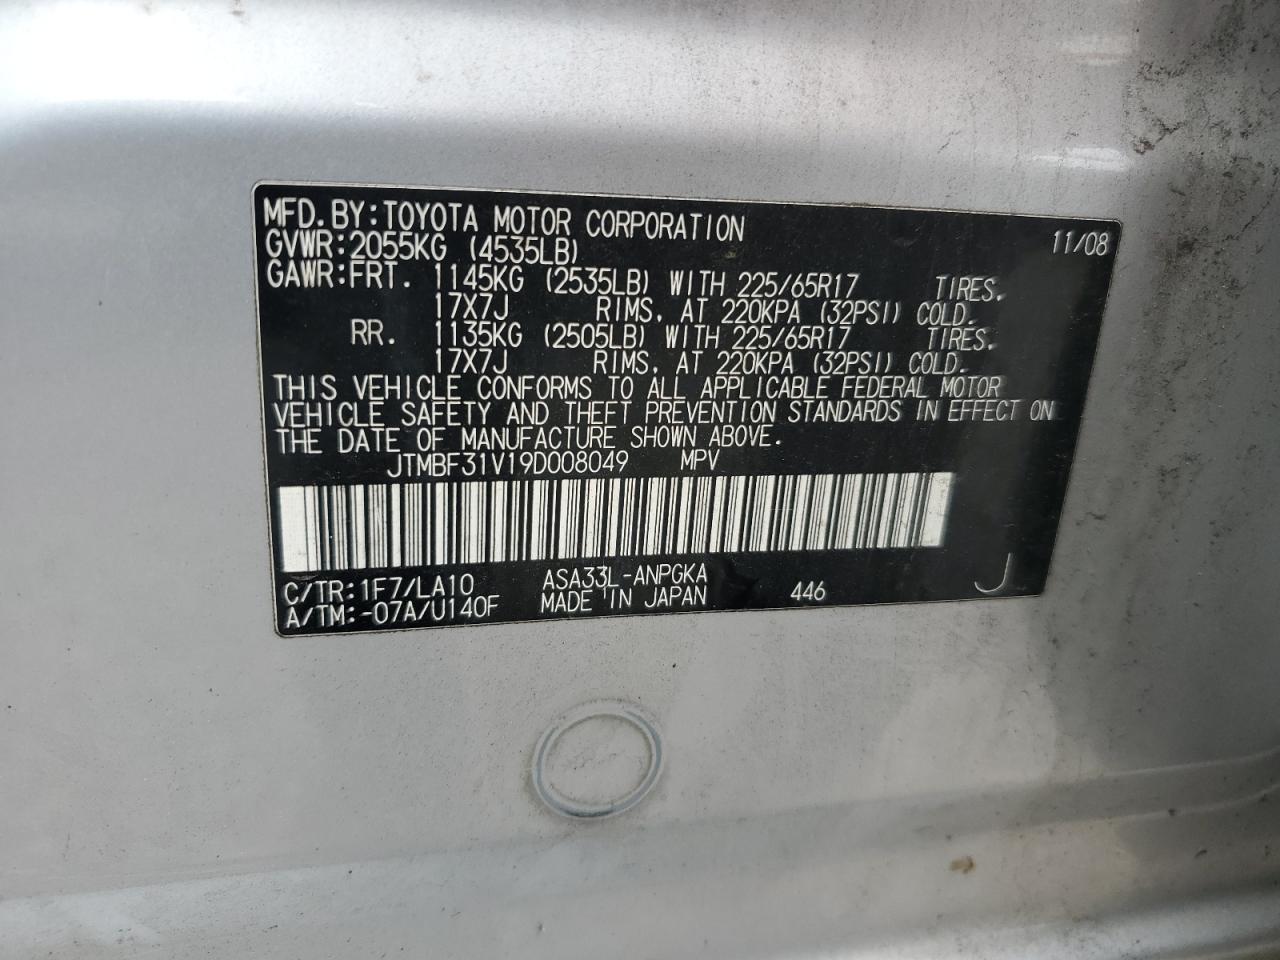 MFD.BY:TOYOTA MOTOR CORPORATION 11/08
GVWR:2055KG (4535LB)
GAWR:FRT. 1145KG (2535LB) WITH 225/65R17 TIRES.
17X7J RIMS, AT 220KPA (32PSI) COLD.
RR. 1135KG (2505LB) WITH 225/65R17 TIRES.
17X7J RIMS, AT 220KPA (32PSI) COLD.
THIS VEHICLE CONFORMS TO ALL APPLICABLE FEDERAL MOTOR
VEHICLE SAFETY AND THEFT PREVENTION STANDARDS IN EFFECT ON
THE DATE OF MANUFACTURE SHOWN ABOVE.
JTMBF31V19D008049 MPV
C/TR:1F7/LA10 ASA33L-ANPGKA
A/TM:-07A/U140F MADE IN JAPAN 446 J